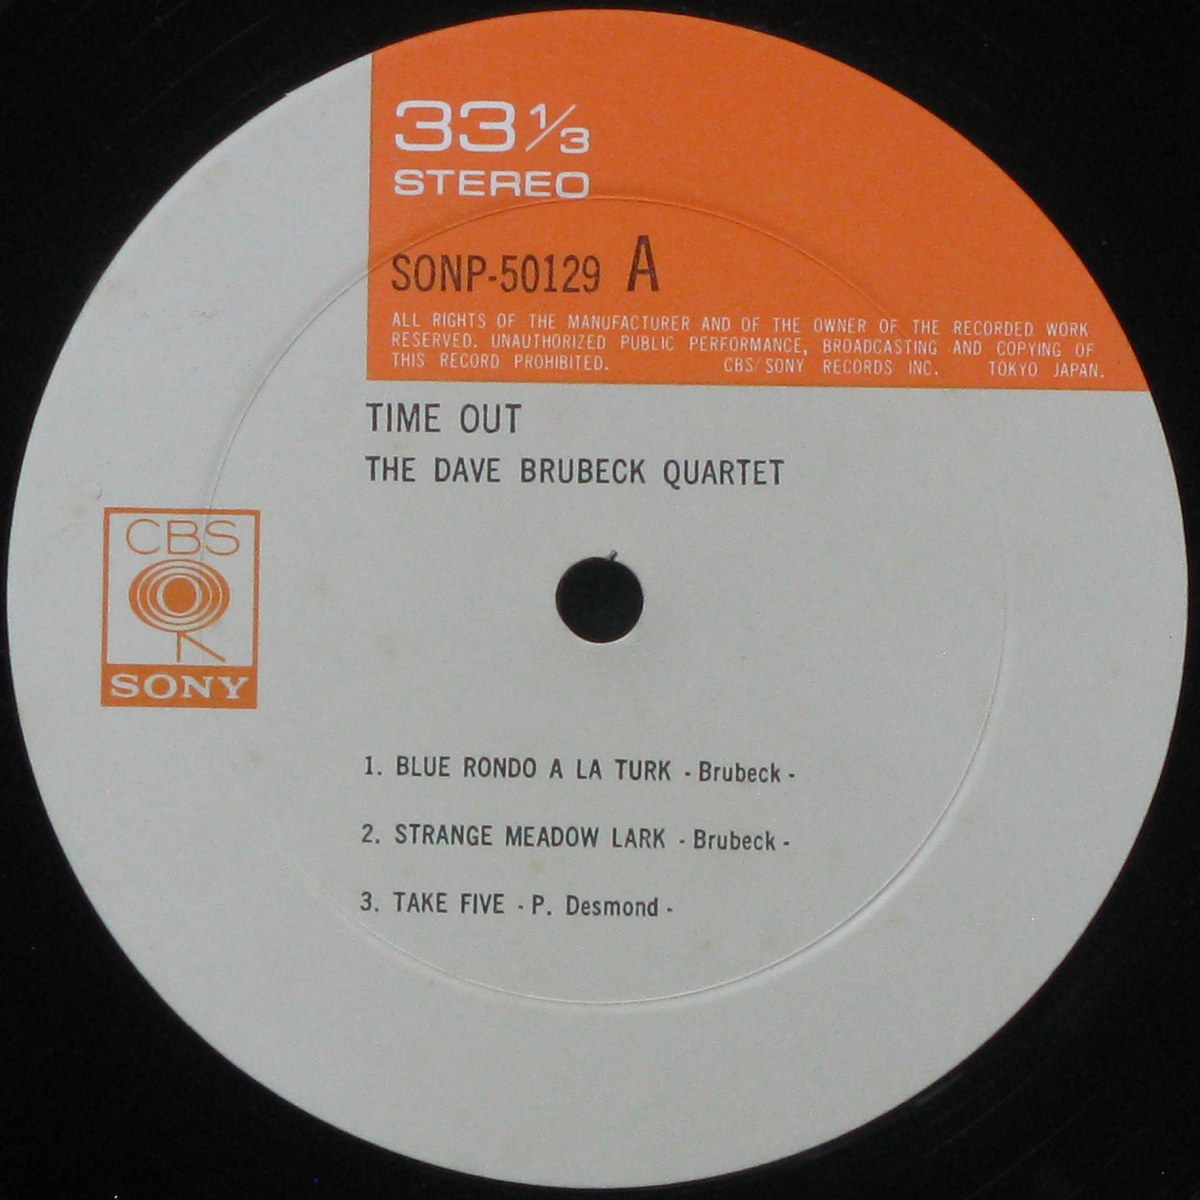 33 1/3
STEREO
SONP-50129 A
ALL RIGHTS OF THE MANUFACTURER AND OF THE OWNER OF THE RECORDED WORK
RESERVED. UNAUTHORIZED PUBLIC PERFORMANCE, BROADCASTING AND COPYING OF
THIS RECORD PROHIBITED. CBS/SONY RECORDS INC. TOKYO JAPAN.
TIME OUT
THE DAVE BRUBECK QUARTET
CBS
SONY
1. BLUE RONDO A LA TURK - Brubeck -
2. STRANGE MEADOW LARK - Brubeck -
3. TAKE FIVE - P. Desmond -